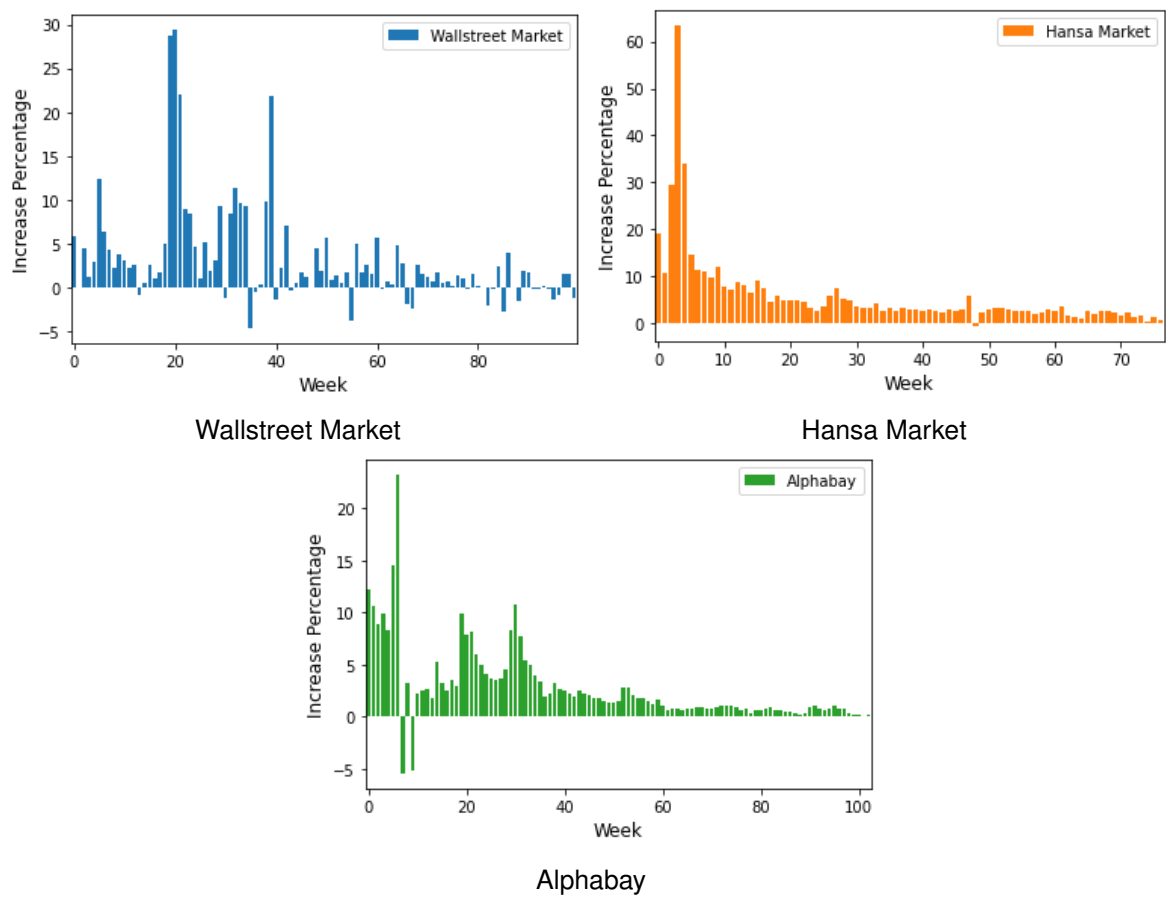 30
25
20
15
10
5
0
−5
Increase Percentage
Wallstreet Market
0 20 40 60 80
Week
60
50
40
30
20
10
0
Increase Percentage
Hansa Market
0 10 20 30 40 50 60 70
Week
Wallstreet Market Hansa Market
20
15
10
5
0
−5
Increase Percentage
Alphabay
0 20 40 60 80 100
Week
Alphabay